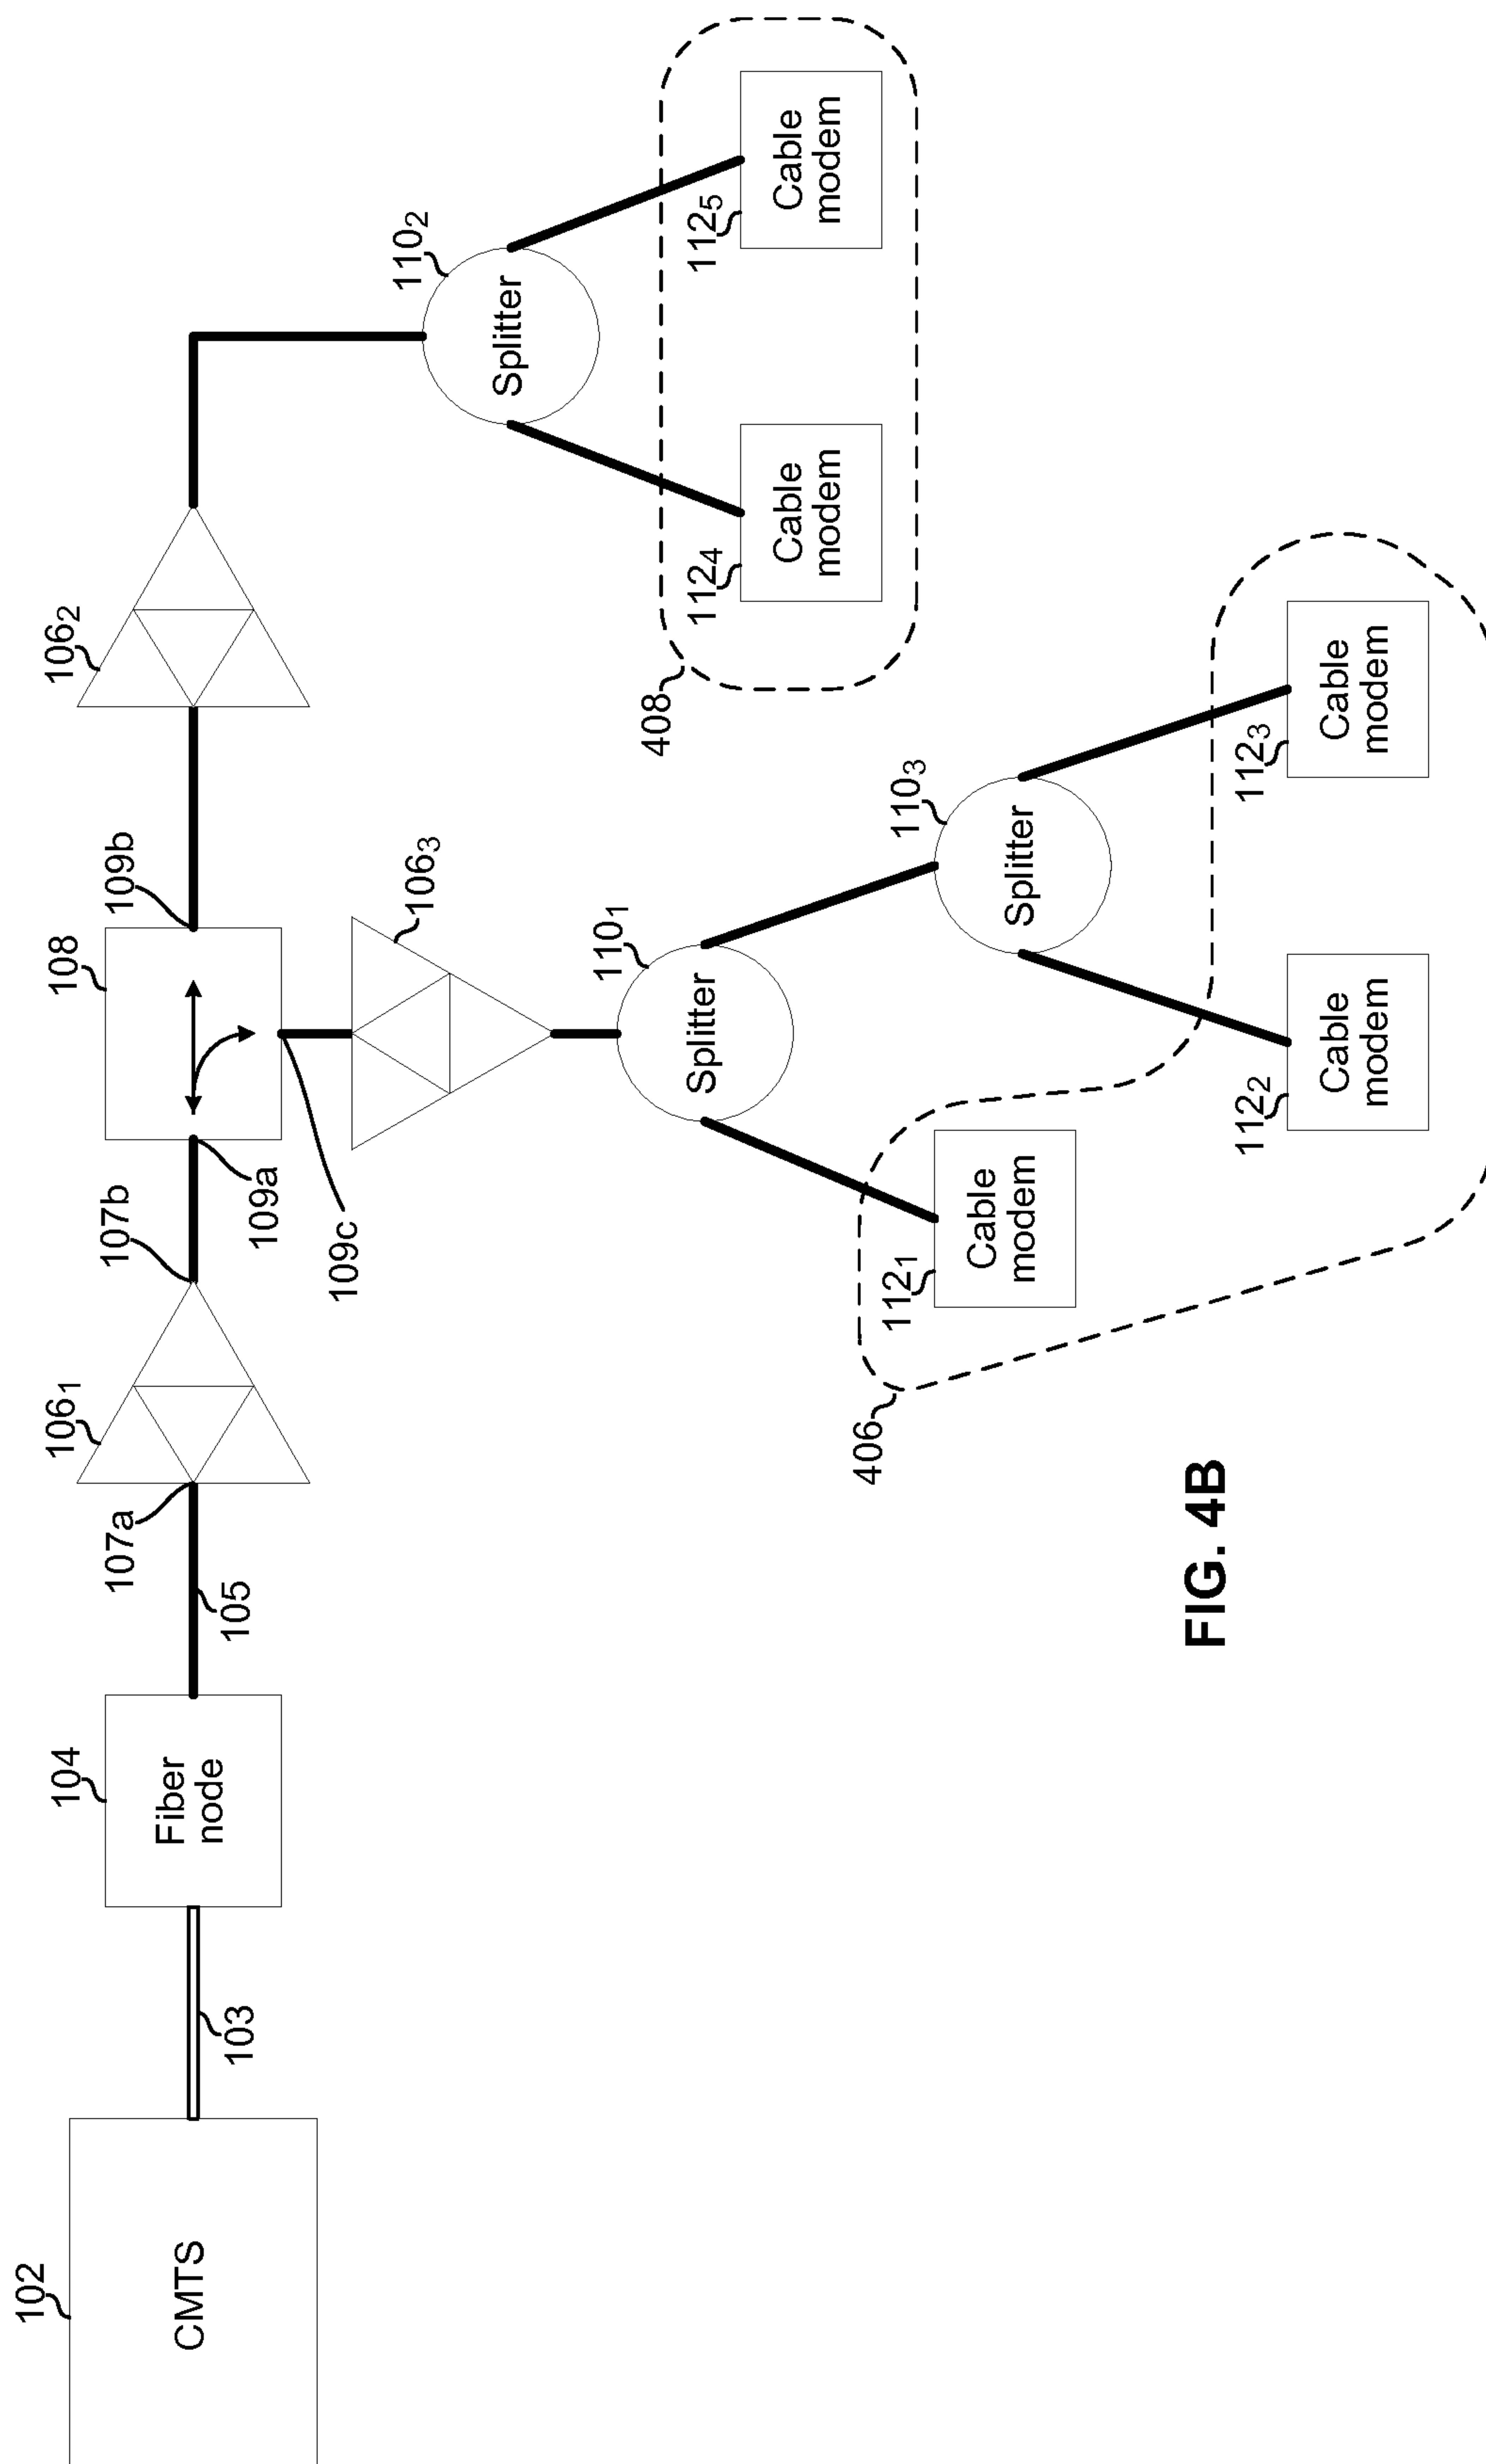 102
CMTS
103
104
Fiber
node
105
107a
106₁
107b
109a
109c
108
109b
106₂
106₃
110₂
Splitter
110₁
Splitter
110₃
Splitter
408
112₄
Cable
modem
112₅
Cable
modem
406
112₁
Cable
modem
112₂
Cable
modem
112₃
Cable
modem
FIG. 4B